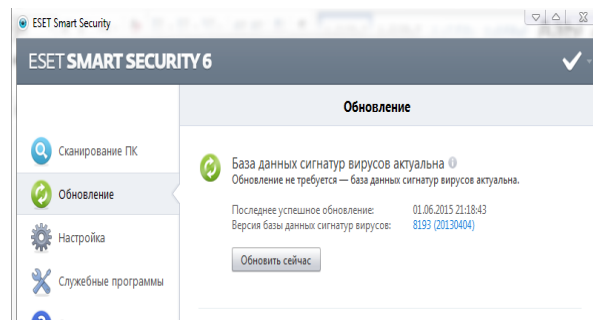 ESET Smart Security
ESET SMART SECURITY 6
Обновление
Сканирование ПК
Обновление
Настройка
Служебные программы
База данных сигнатур вирусов актуальна
Обновление не требуется — база данных сигнатур вирусов актуальна.
Последнее успешное обновление: 01.06.2015 21:18:43
Версия базы данных сигнатур вирусов: 8193 (20130404)
Обновить сейчас